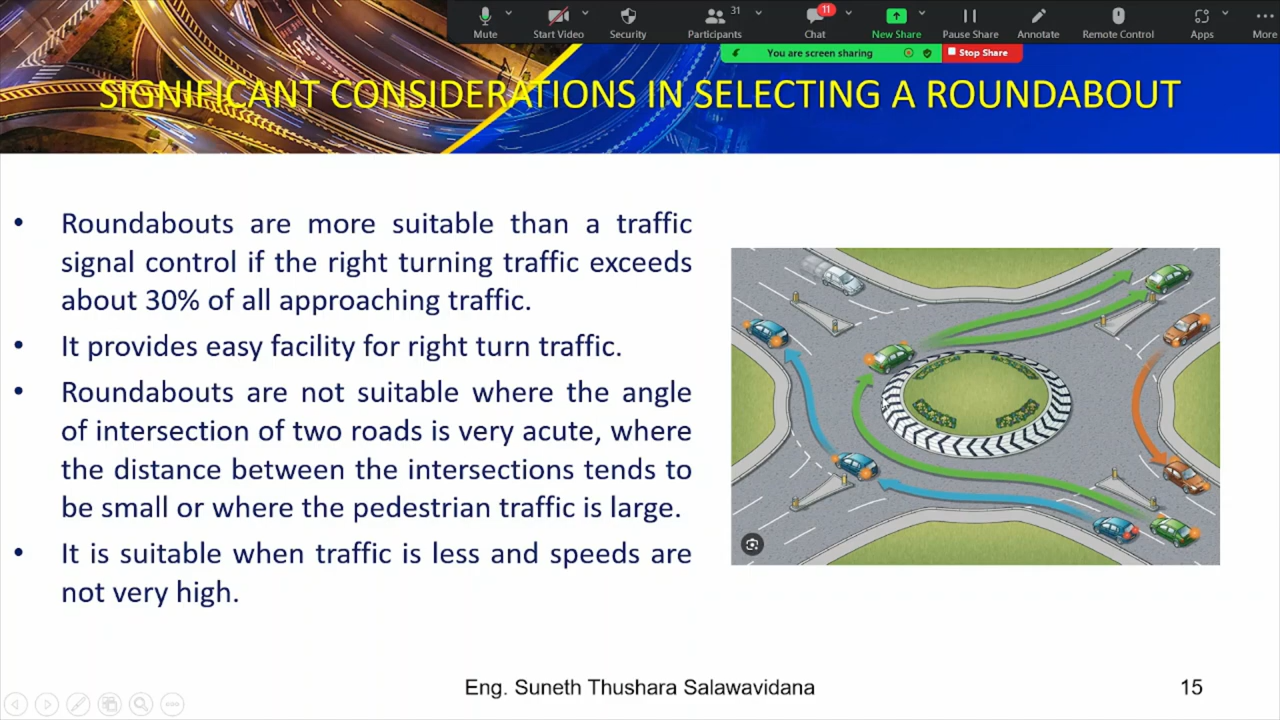 31
11
Mute
Start Video
Security
Participants
Chat
New Share
Pause Share
Annotate
Remote Control
Apps
More
You are screen sharing
Stop Share
SIGNIFICANT CONSIDERATIONS IN SELECTING A ROUNDABOUT
• Roundabouts are more suitable than a traffic
signal control if the right turning traffic exceeds
about 30% of all approaching traffic.
• It provides easy facility for right turn traffic.
• Roundabouts are not suitable where the angle
of intersection of two roads is very acute, where
the distance between the intersections tends to
be small or where the pedestrian traffic is large.
• It is suitable when traffic is less and speeds are
not very high.
Eng. Suneth Thushara Salawavidana
15